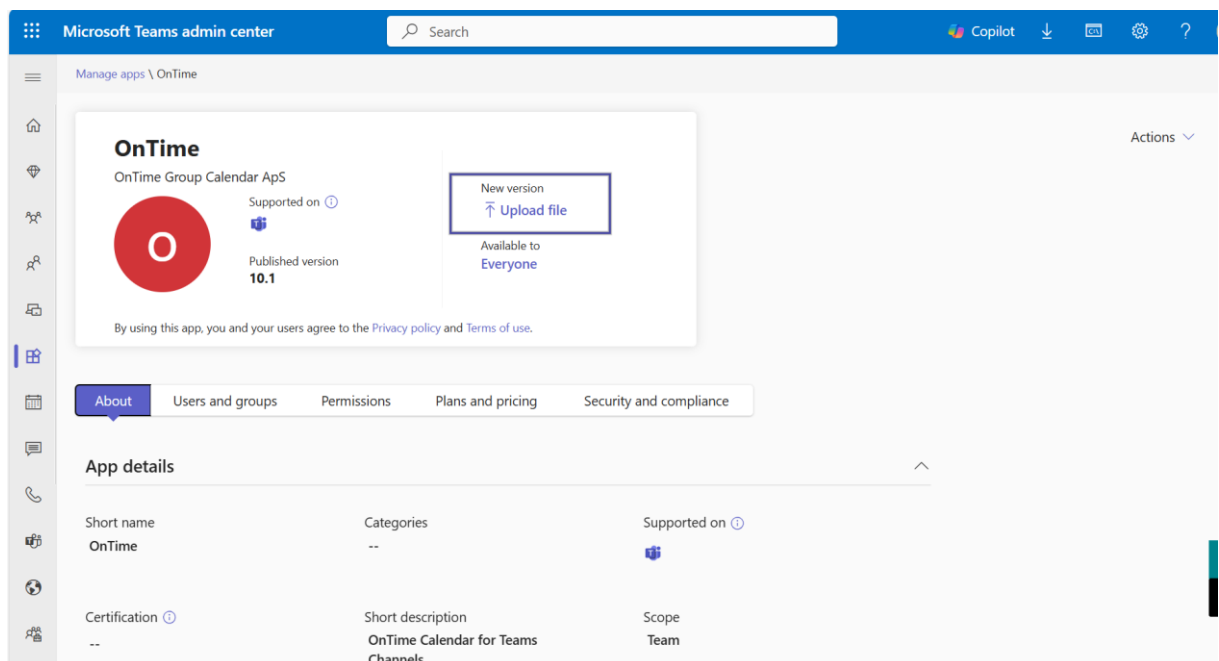 Microsoft Teams admin center
Search
Copilot
Manage apps \ OnTime
Actions
OnTime
OnTime Group Calendar ApS
O
Supported on
Published version
10.1
New version
Upload file
Available to
Everyone
By using this app, you and your users agree to the Privacy policy and Terms of use.
About Users and groups Permissions Plans and pricing Security and compliance
App details
Short name Categories Supported on
OnTime --
Certification Short description Scope
-- OnTime Calendar for Teams Team
Channels